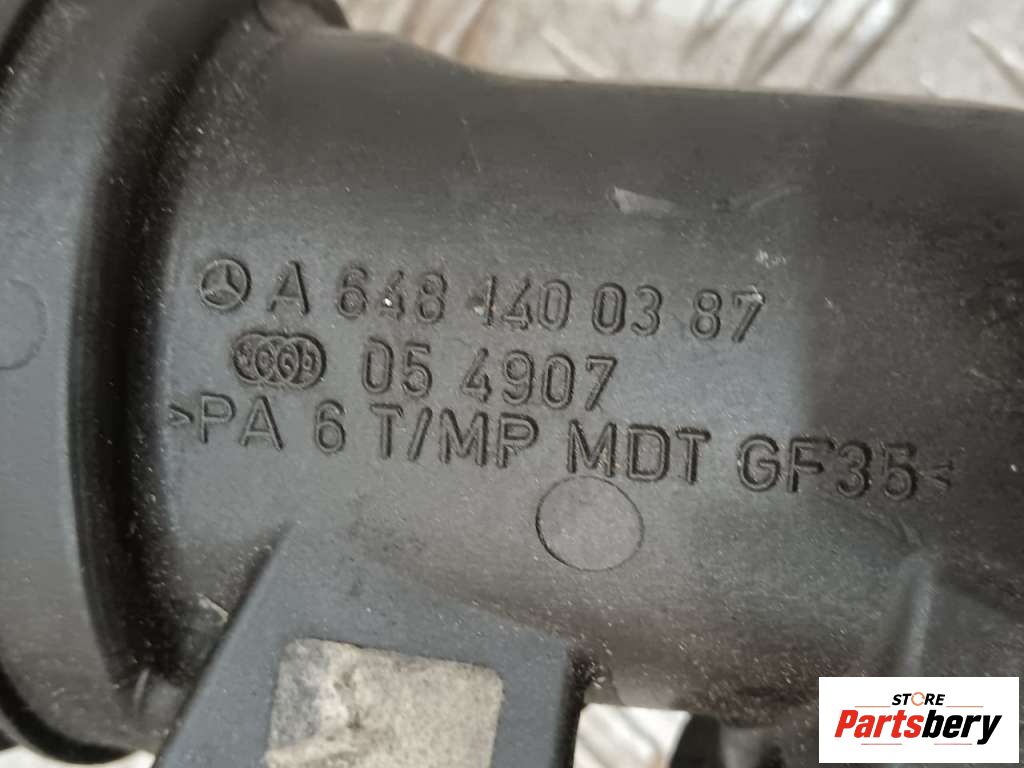 A 648 140 03 87
05 4907
>PA 6 T/MP MDT GF35<
STORE
Partsbery